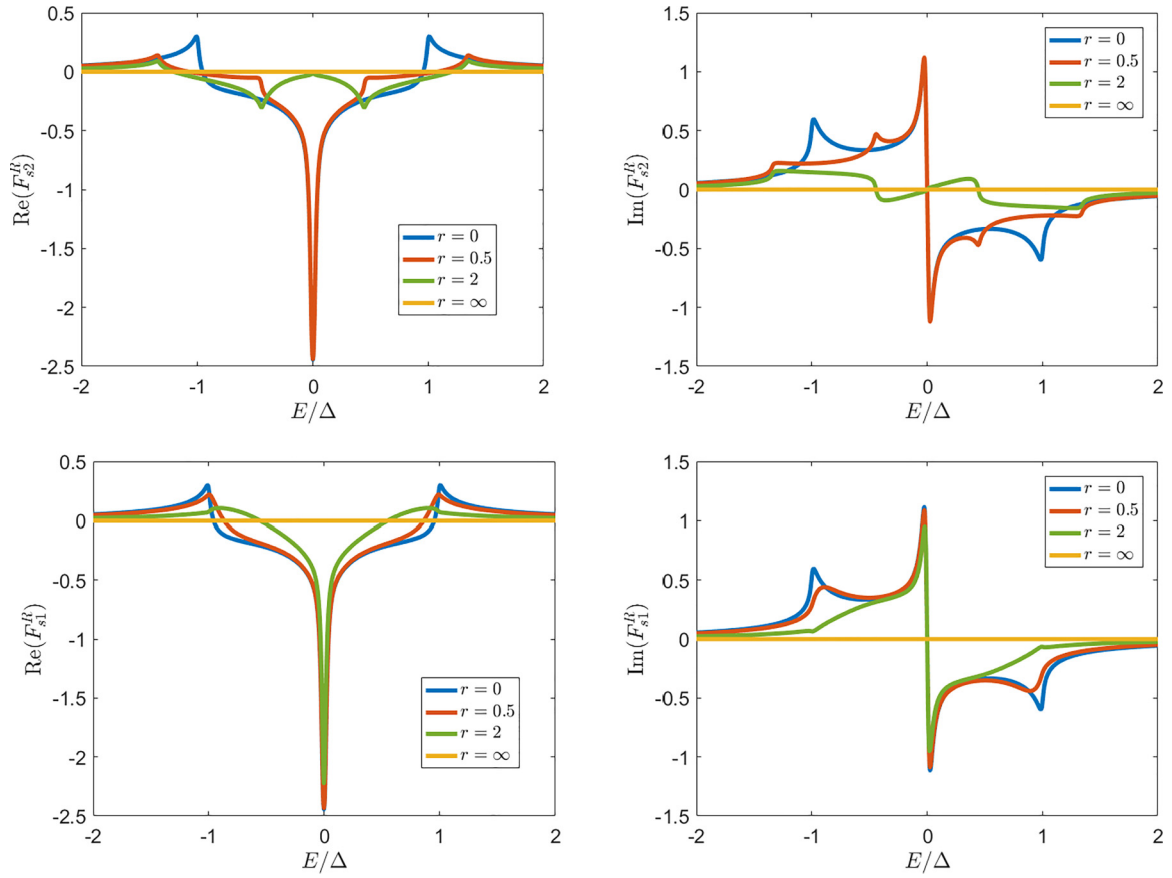 0.5
0
-0.5
-1
-1.5
-2
-2.5
-2
-1
0
1
2
Re(F_{s2}^R)
E/Δ
r = 0
r = 0.5
r = 2
r = ∞
1.5
1
0.5
0
-0.5
-1
-1.5
-2
-1
0
1
2
Im(F_{s2}^R)
E/Δ
r = 0
r = 0.5
r = 2
r = ∞
0.5
0
-0.5
-1
-1.5
-2
-2.5
-2
-1
0
1
2
Re(F_{s1}^R)
E/Δ
r = 0
r = 0.5
r = 2
r = ∞
1.5
1
0.5
0
-0.5
-1
-1.5
-2
-1
0
1
2
Im(F_{s1}^R)
E/Δ
r = 0
r = 0.5
r = 2
r = ∞